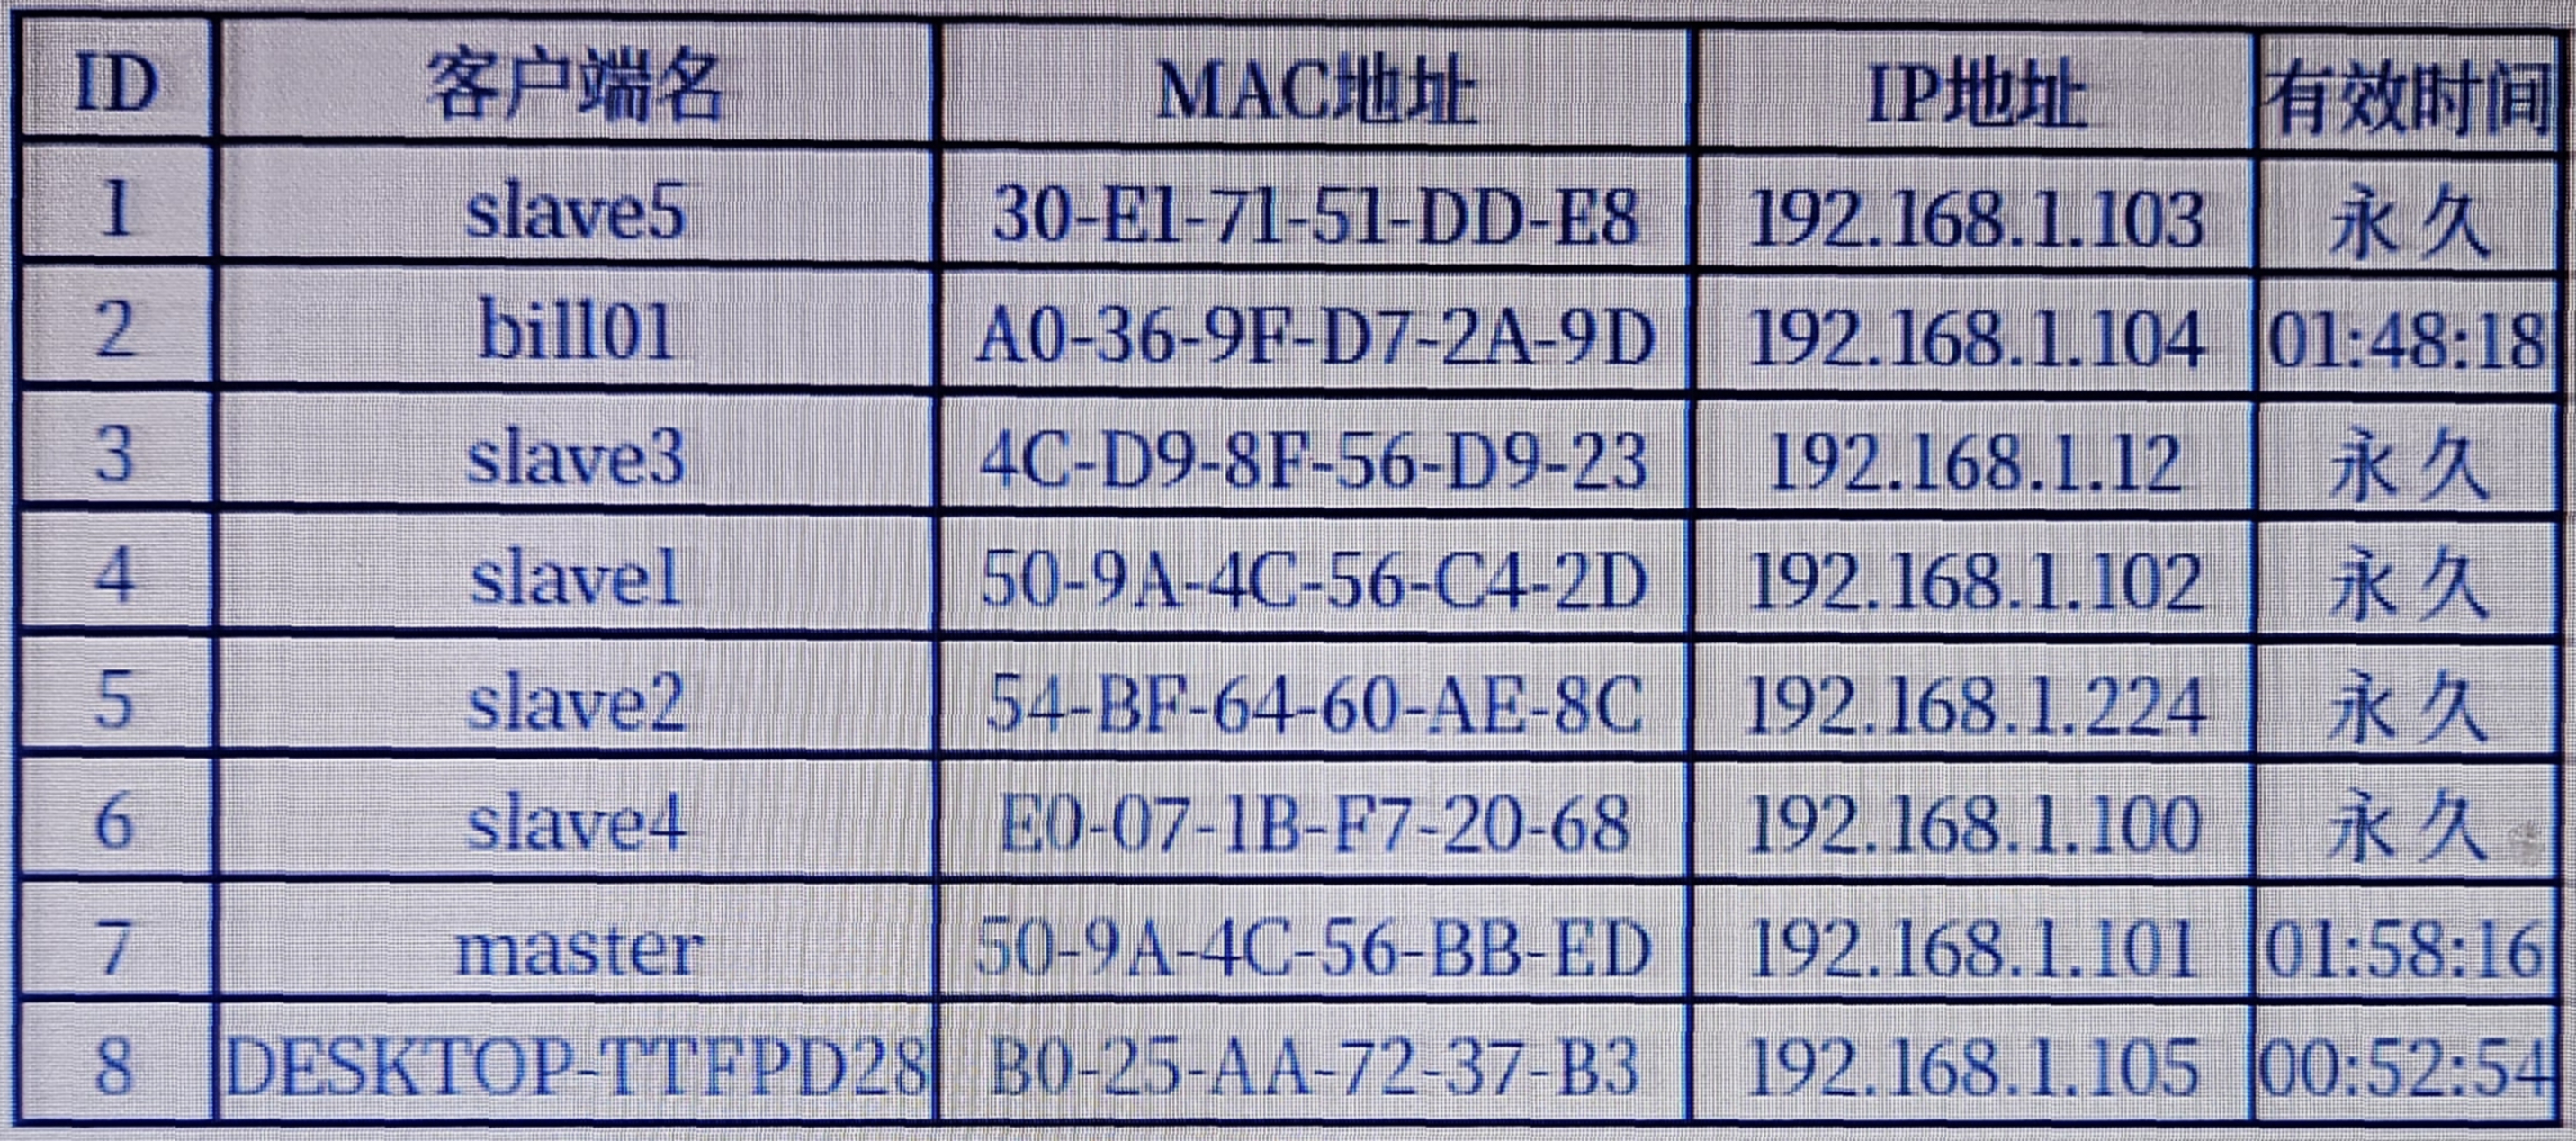 ID 客户端名 MAC地址 IP地址 有效时间
1 slave5 30-E1-71-51-DD-E8 192.168.1.103 永久
2 bill01 A0-36-9F-D7-2A-9D 192.168.1.104 01:48:18
3 slave3 4C-D9-8F-56-D9-23 192.168.1.12 永久
4 slave1 50-9A-4C-56-C4-2D 192.168.1.102 永久
5 slave2 54-BF-64-60-AE-8C 192.168.1.224 永久
6 slave4 E0-07-1B-F7-20-68 192.168.1.100 永久
7 master 50-9A-4C-56-BB-ED 192.168.1.101 01:58:16
8 DESKTOP-TTFPD28 B0-25-AA-72-37-B3 192.168.1.105 00:52:54